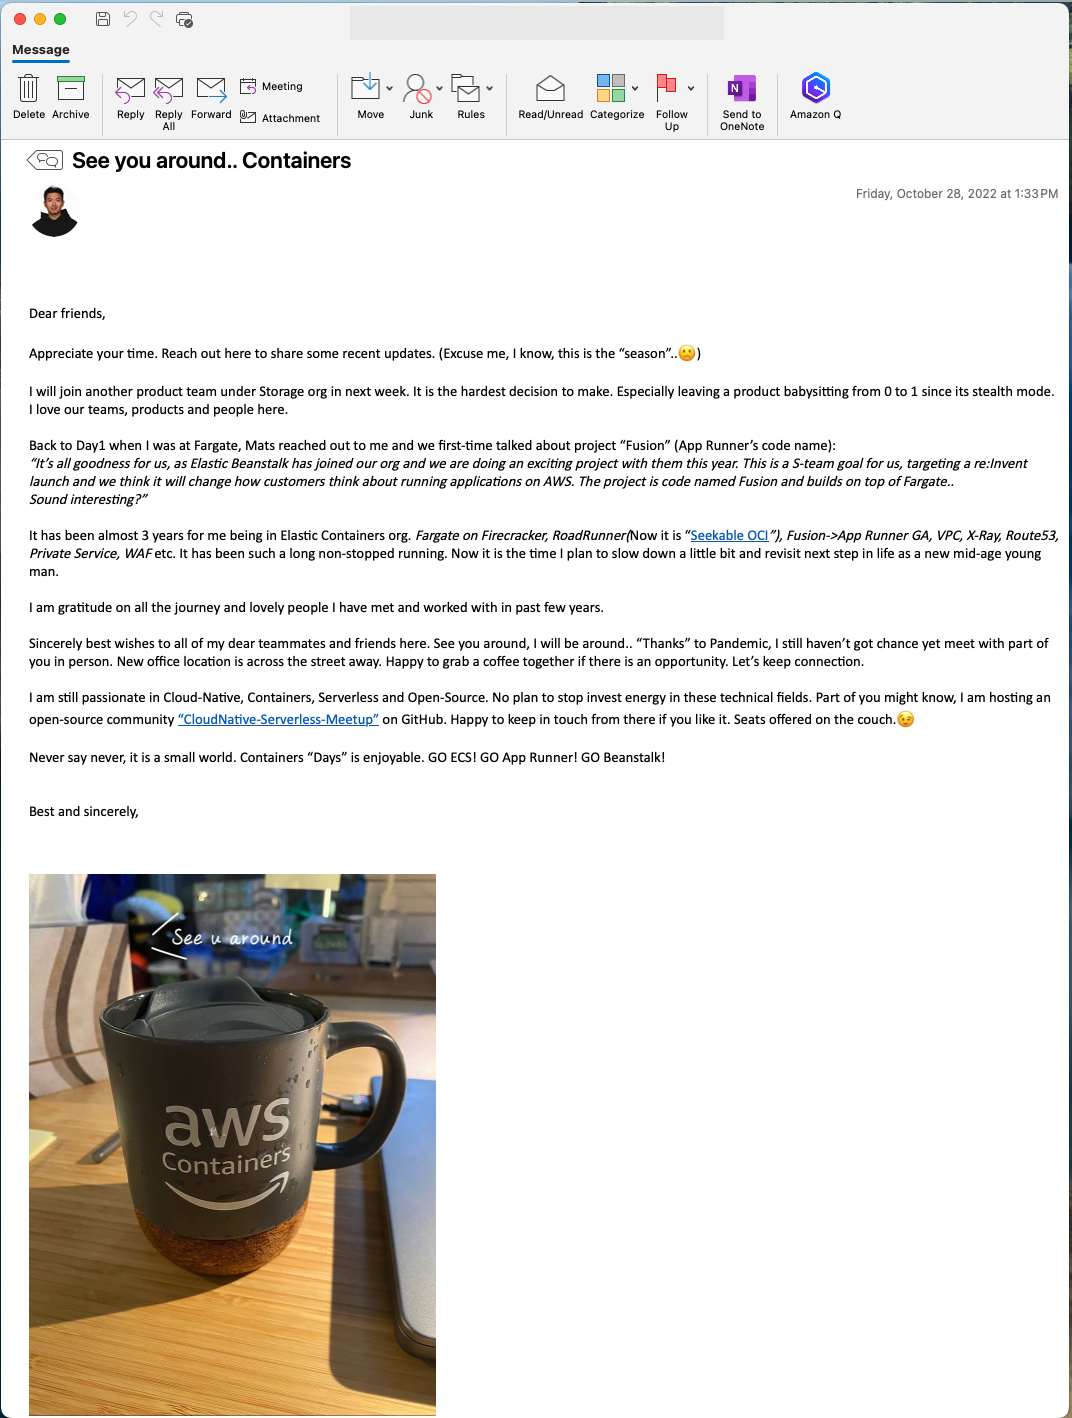 Message
Delete
Archive
Reply
Reply All
Forward
Meeting
Attachment
Move
Junk
Rules
Read/Unread
Categorize
Follow Up
N
Send to OneNote
Amazon Q
See you around.. Containers
Friday, October 28, 2022 at 1:33 PM
Dear friends,
Appreciate your time. Reach out here to share some recent updates. (Excuse me, I know, this is the “season”..🙁)
I will join another product team under Storage org in next week. It is the hardest decision to make. Especially leaving a product babysitting from 0 to 1 since its stealth mode.
I love our teams, products and people here.
Back to Day1 when I was at Fargate, Mats reached out to me and we first-time talked about project “Fusion” (App Runner’s code name):
“It’s all goodness for us, as Elastic Beanstalk has joined our org and we are doing an exciting project with them this year. This is a S-team goal for us, targeting a re:Invent
launch and we think it will change how customers think about running applications on AWS. The project is code named Fusion and builds on top of Fargate..
Sound interesting?”
It has been almost 3 years for me being in Elastic Containers org. Fargate on Firecracker, RoadRunner(Now it is “Seekable OCI”), Fusion->App Runner GA, VPC, X-Ray, Route53,
Private Service, WAF etc. It has been such a long non-stopped running. Now it is the time I plan to slow down a little bit and revisit next step in life as a new mid-age young
man.
I am gratitude on all the journey and lovely people I have met and worked with in past few years.
Sincerely best wishes to all of my dear teammates and friends here. See you around, I will be around.. “Thanks” to Pandemic, I still haven’t got chance yet meet with part of
you in person. New office location is across the street away. Happy to grab a coffee together if there is an opportunity. Let’s keep connection.
I am still passionate in Cloud-Native, Containers, Serverless and Open-Source. No plan to stop invest energy in these technical fields. Part of you might know, I am hosting an
open-source community “CloudNative-Serverless-Meetup” on GitHub. Happy to keep in touch from there if you like it. Seats offered on the couch.😉
Never say never, it is a small world. Containers “Days” is enjoyable. GO ECS! GO App Runner! GO Beanstalk!
Best and sincerely,
See u around
aws
Containers